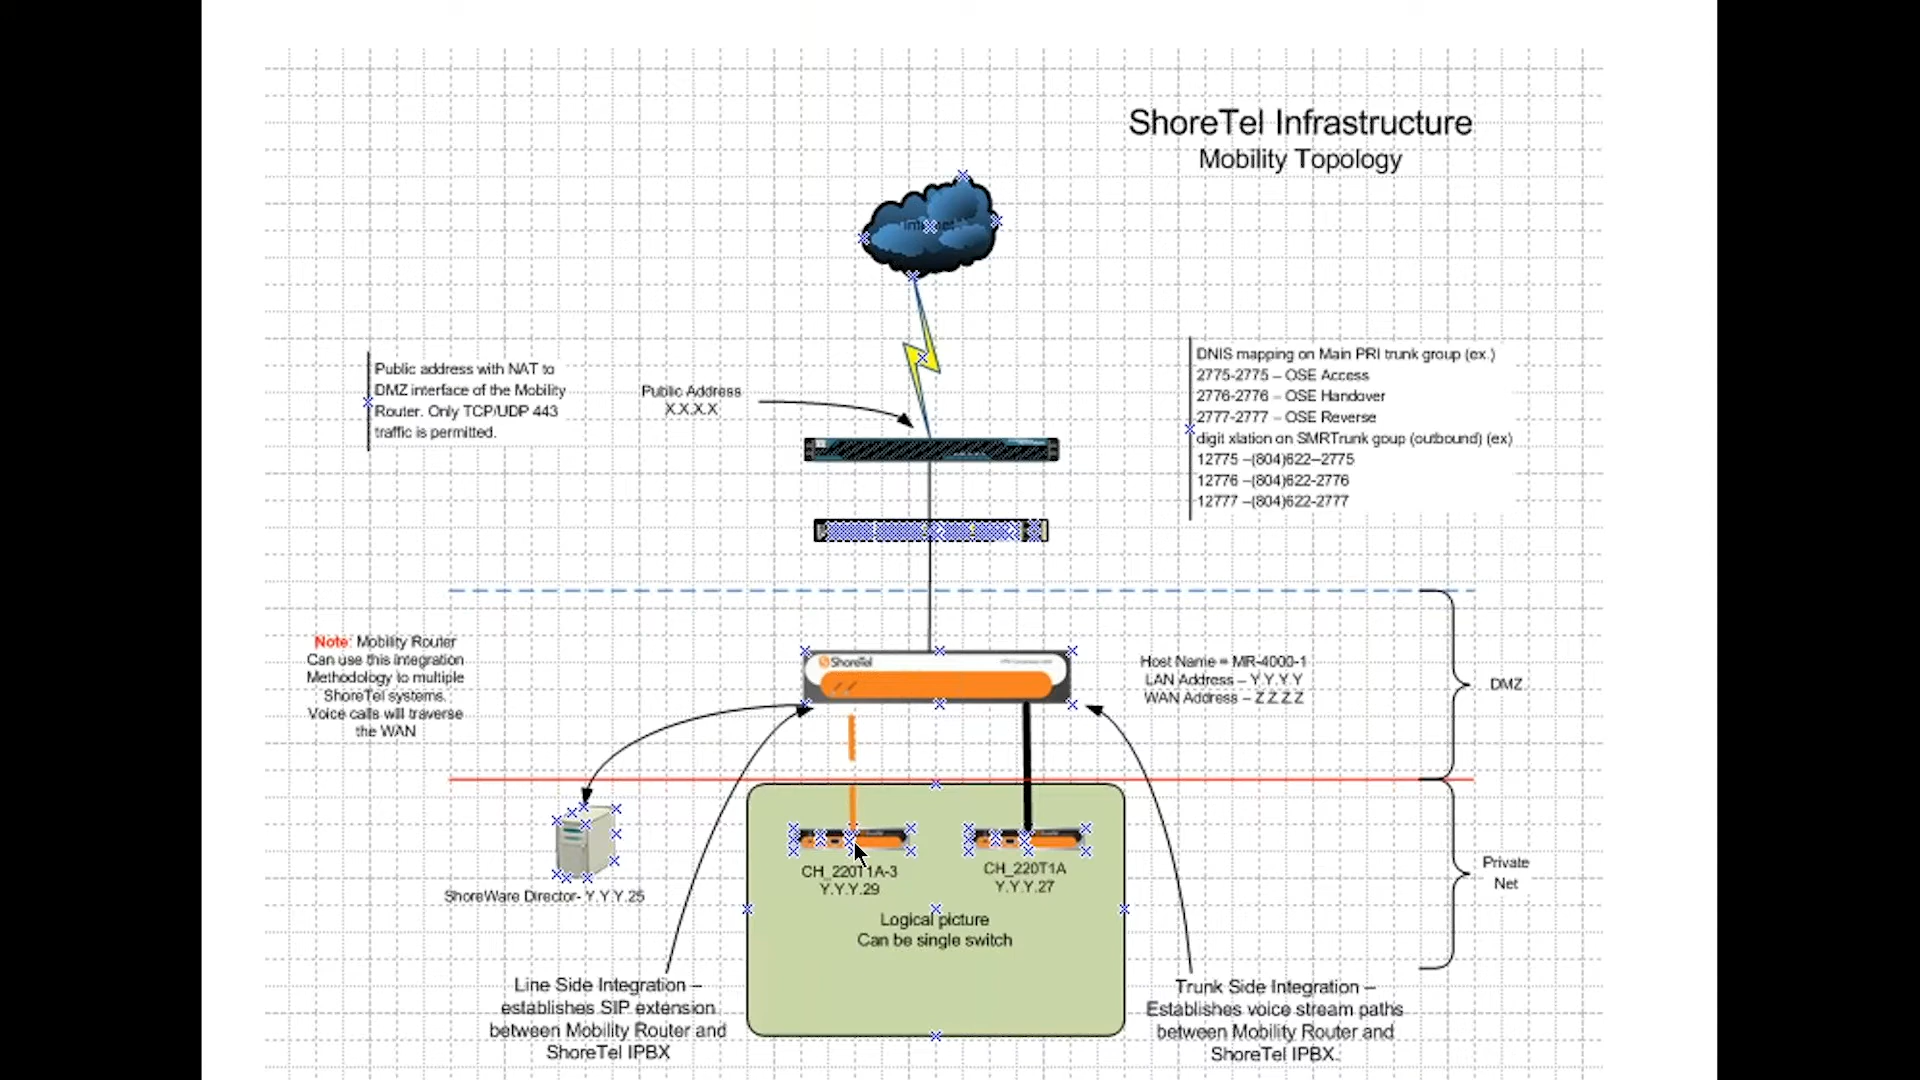 ShoreTel Infrastructure
Mobility Topology
DNIS mapping on Main PRI trunk group (ex.)
2775-2775 – OSE Access
2776-2776 – OSE Handover
2777-2777 – OSE Reverse
digit xlation on SMRTrunk goup (outbound) (ex)
12775 –(804)622–2775
12776 –(804)622-2776
12777 –(804)622-2777
Public address with NAT to
DMZ interface of the Mobility
Router. Only TCP/UDP 443
traffic is permitted.
Public Address
X.X.X.X
Note: Mobility Router
Can use this integration
Methodology to multiple
ShoreTel systems.
Voice calls will traverse
the WAN
ShoreTel
Host Name = MR-4000-1
LAN Address – Y.Y.Y.Y
WAN Address – Z.Z.Z.Z
DMZ
ShoreWare Director- Y.Y.Y.25
CH_220T1A-3
Y.Y.Y.29
CH_220T1A
Y.Y.Y.27
Logical picture
Can be single switch
Private
Net
Line Side Integration –
establishes SIP extension
between Mobility Router and
ShoreTel IPBX
Trunk Side Integration –
Establishes voice stream paths
between Mobility Router and
ShoreTel IPBX.